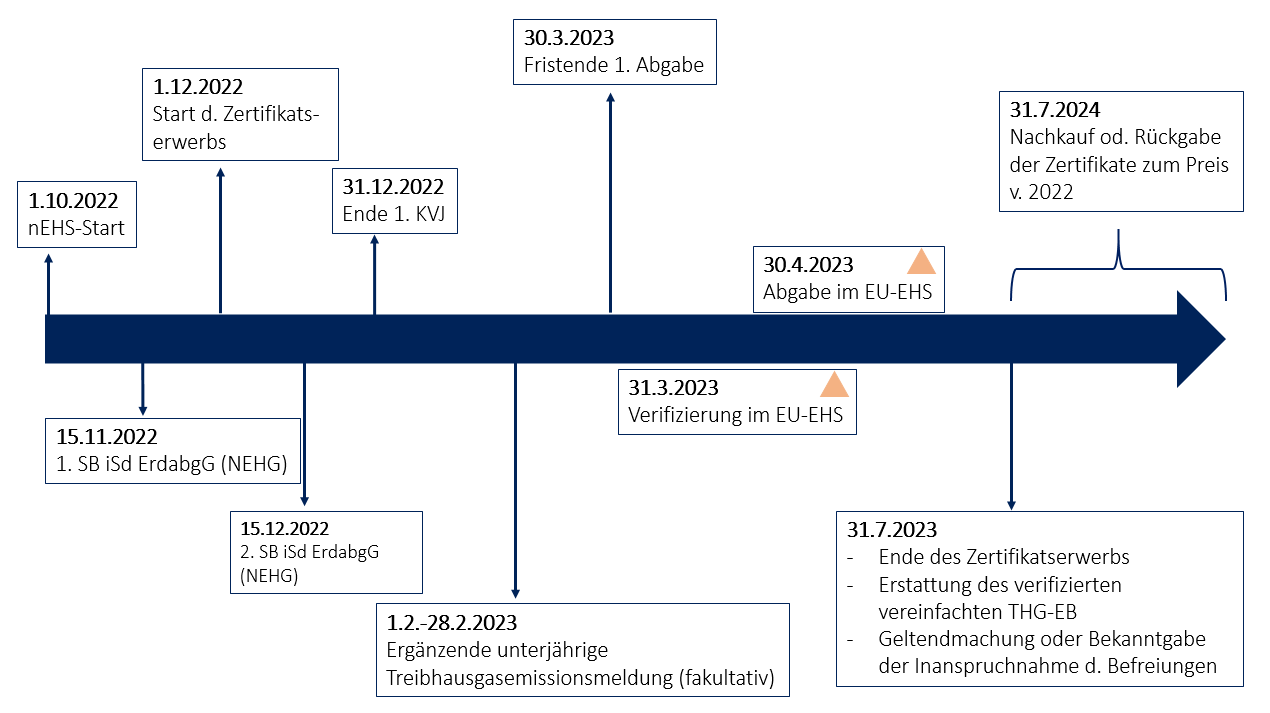 30.3.2023
Fristende 1. Abgabe
1.12.2022
Start d. Zertifikats-
erwerbs
31.7.2024
Nachkauf od. Rückgabe
der Zertifikate zum Preis
v. 2022
31.12.2022
Ende 1. KVJ
1.10.2022
nEHS-Start
30.4.2023
Abgabe im EU-EHS
31.3.2023
Verifizierung im EU-EHS
15.11.2022
1. SB iSd ErdabgG (NEHG)
15.12.2022
2. SB iSd ErdabgG
(NEHG)
31.7.2023
- Ende des Zertifikatserwerbs
- Erstattung des verifizierten
vereinfachten THG-EB
- Geltendmachung oder Bekanntgabe
der Inanspruchnahme d. Befreiungen
1.2.-28.2.2023
Ergänzende unterjährige
Treibhausgasemissionsmeldung (fakultativ)